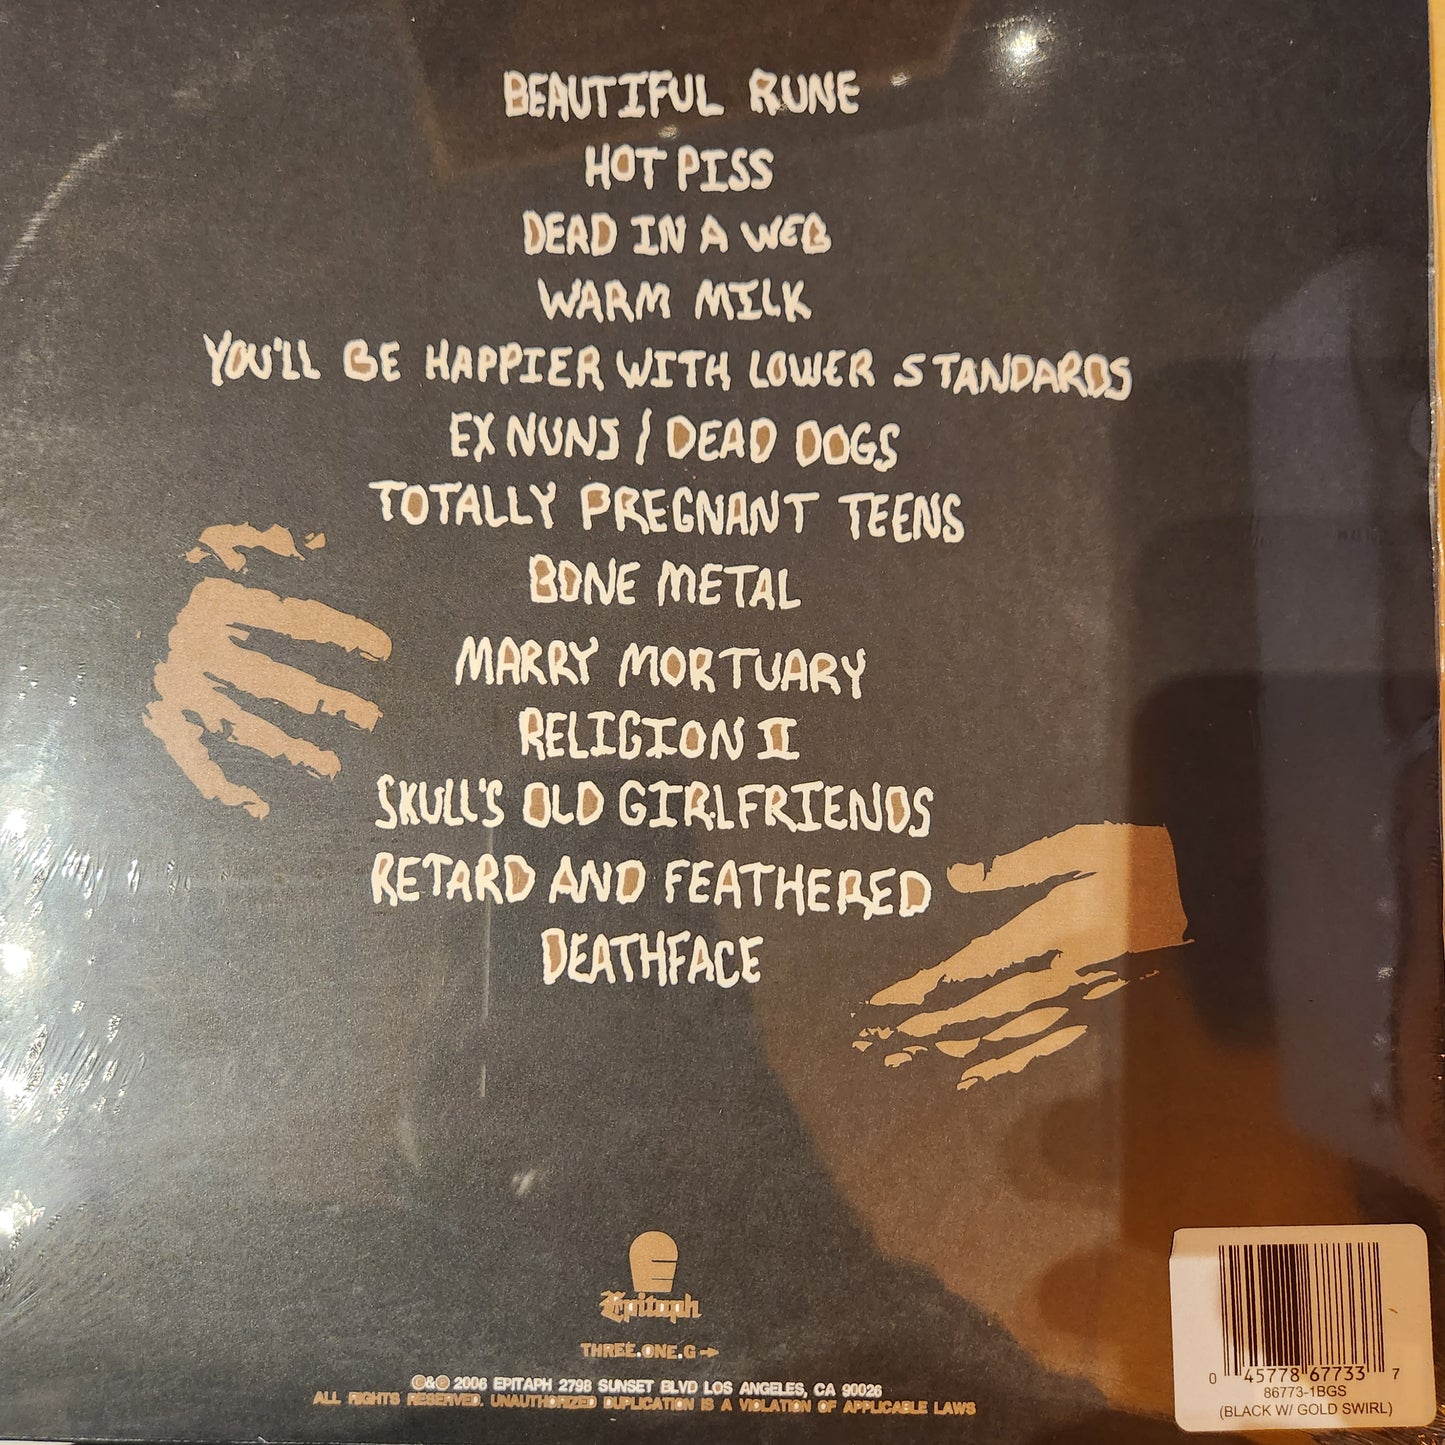 BEAUTIFUL RUNE
HOT PISS
DEAD IN A WEB
WARM MILK
YOU'LL BE HAPPIER WITH LOWER STANDARDS
EX NUNS / DEAD DOGS
TOTALLY PREGNANT TEENS
BONE METAL
MARRY MORTUARY
RELIGION II
SKULL'S OLD GIRLFRIENDS
RETARD AND FEATHERED
DEATHFACE
Epitaph
THREE.ONE.G→
©&℗ 2006 EPITAPH 2798 SUNSET BLVD LOS ANGELES, CA 90026
ALL RIGHTS RESERVED. UNAUTHORIZED DUPLICATION IS A VIOLATION OF APPLICABLE LAWS
0 45778 67733 7
86773-1BGS
(BLACK W/ GOLD SWIRL)